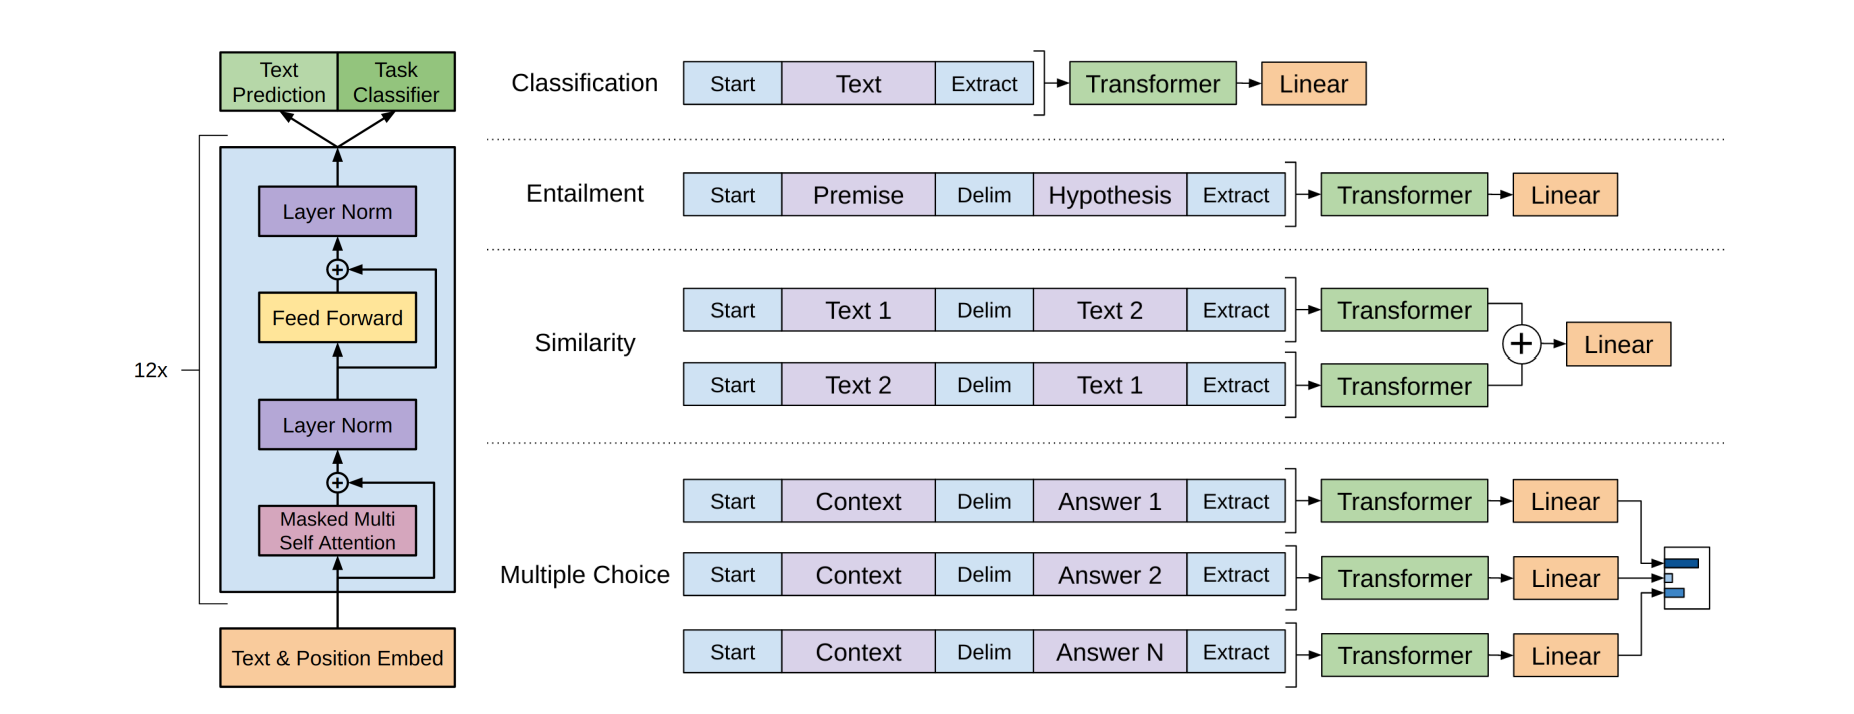 Text
Prediction
Task
Classifier
12x
Layer Norm
+
Feed Forward
Layer Norm
+
Masked Multi
Self Attention
Text & Position Embed
Classification
Start Text Extract Transformer Linear
Entailment
Start Premise Delim Hypothesis Extract Transformer Linear
Similarity
Start Text 1 Delim Text 2 Extract Transformer
Start Text 2 Delim Text 1 Extract Transformer
+
Linear
Multiple Choice
Start Context Delim Answer 1 Extract Transformer Linear
Start Context Delim Answer 2 Extract Transformer Linear
Start Context Delim Answer N Extract Transformer Linear